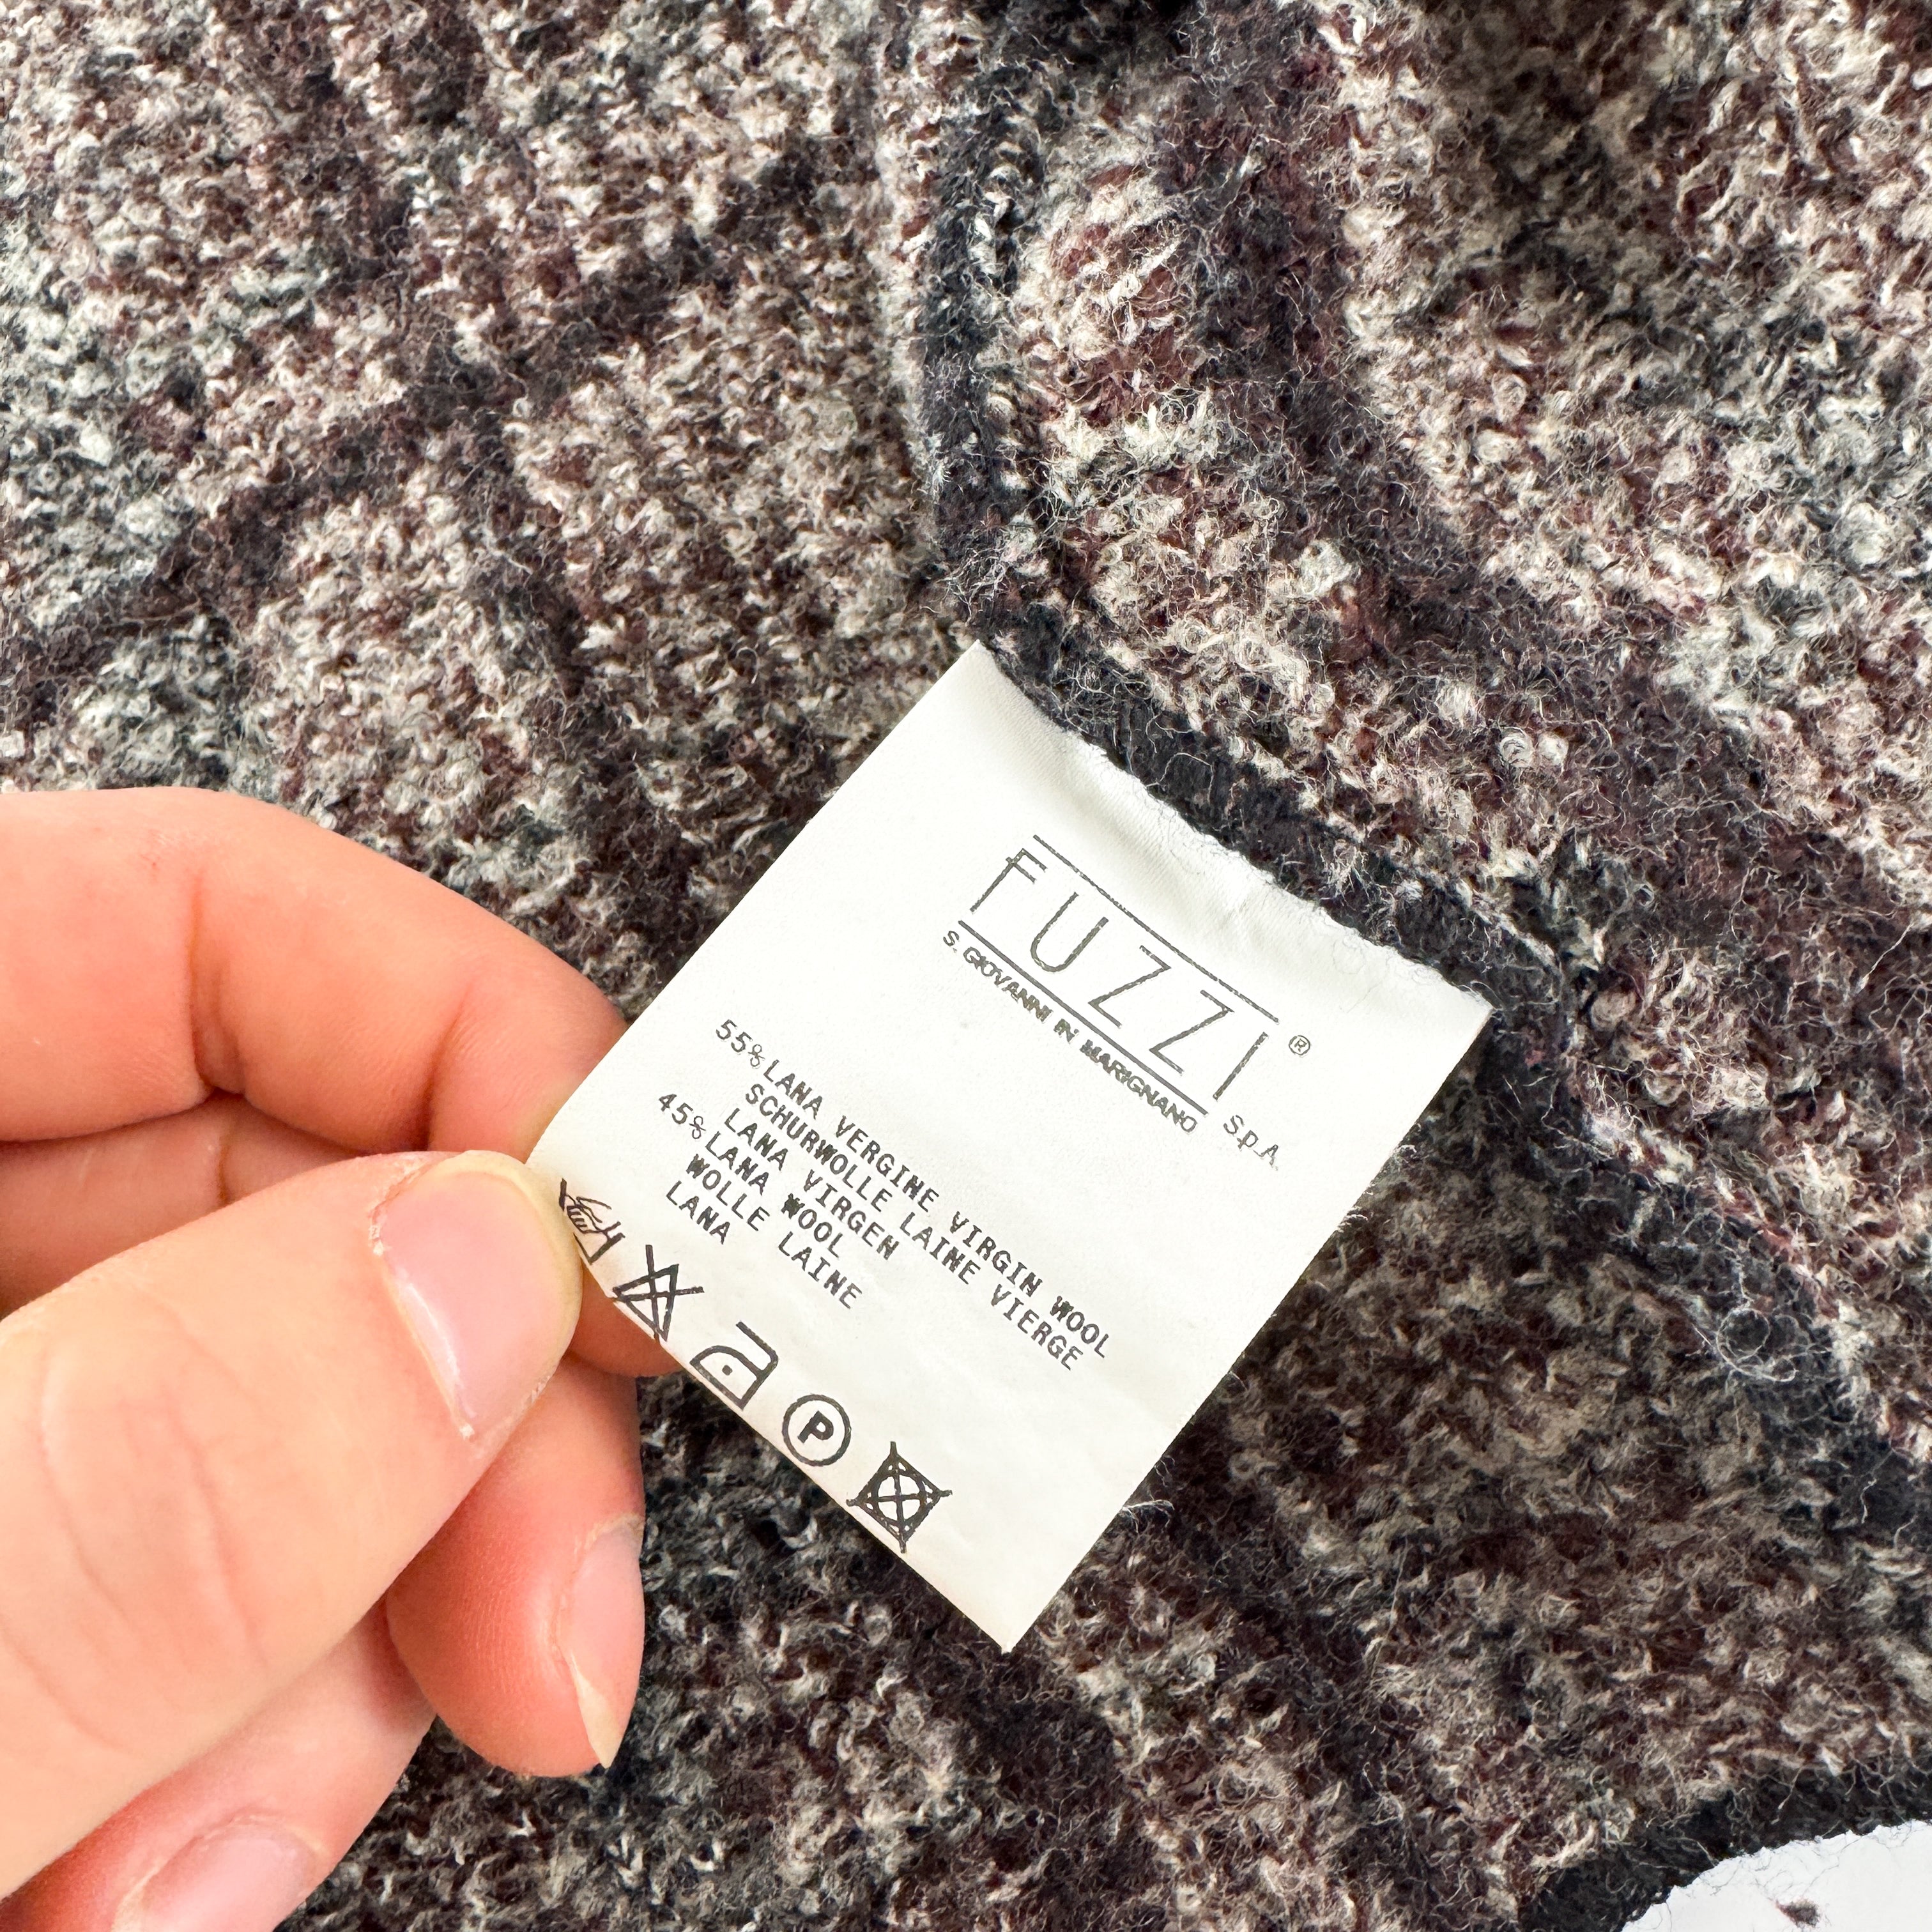 FUZZI®
S. GIOVANNI IN MARIGNANO S.p.A.
55%LANA VERGINE VIRGIN WOOL
SCHURWOLLE LAINE VIERGE
LANA VIRGEN
45%LANA WOOL
WOLLE LAINE
LANA
P